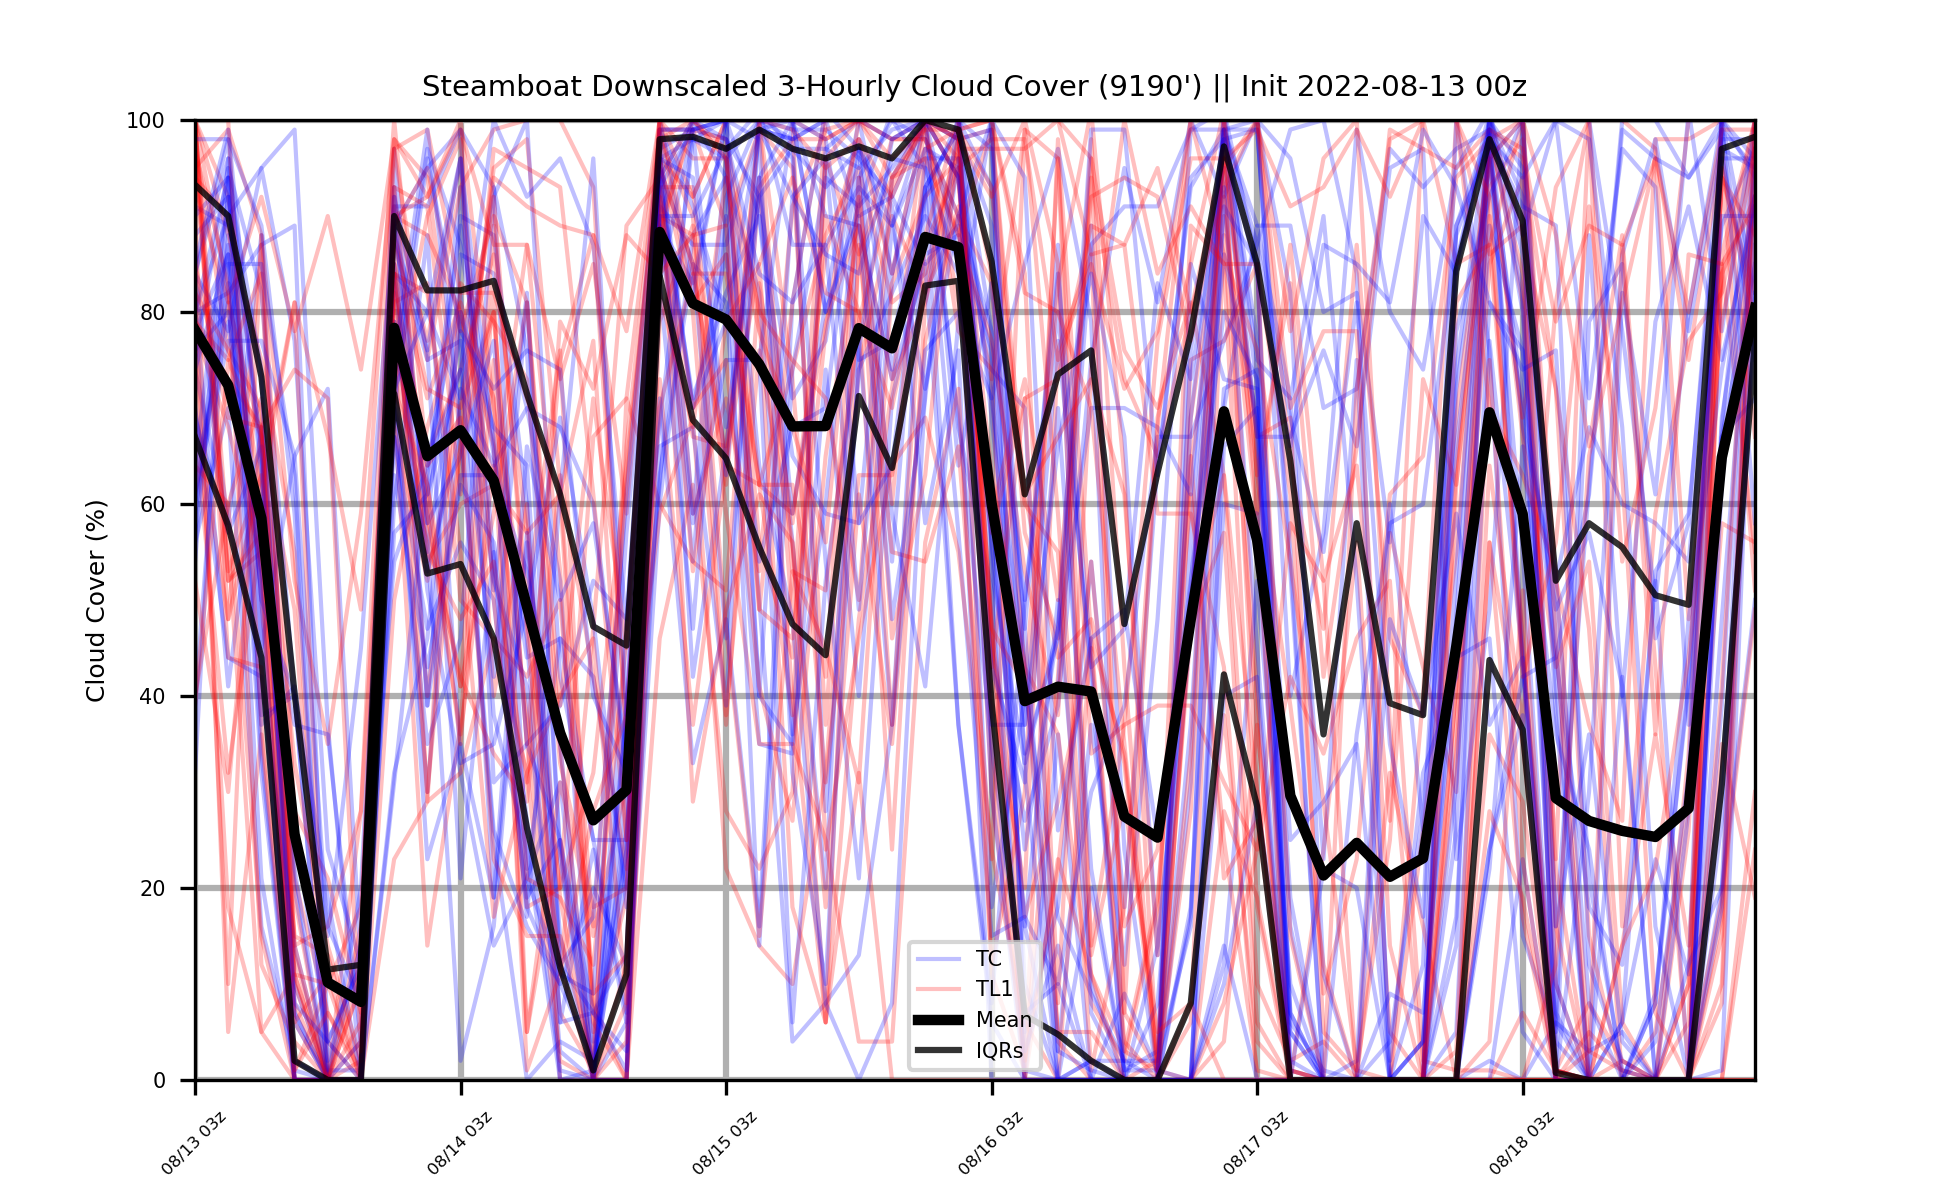 Steamboat Downscaled 3-Hourly Cloud Cover (9190') || Init 2022-08-13 00z
Cloud Cover (%)
100
80
60
40
20
0
TC
TL1
Mean
IQRs
08/13 03z
08/14 03z
08/15 03z
08/16 03z
08/17 03z
08/18 03z